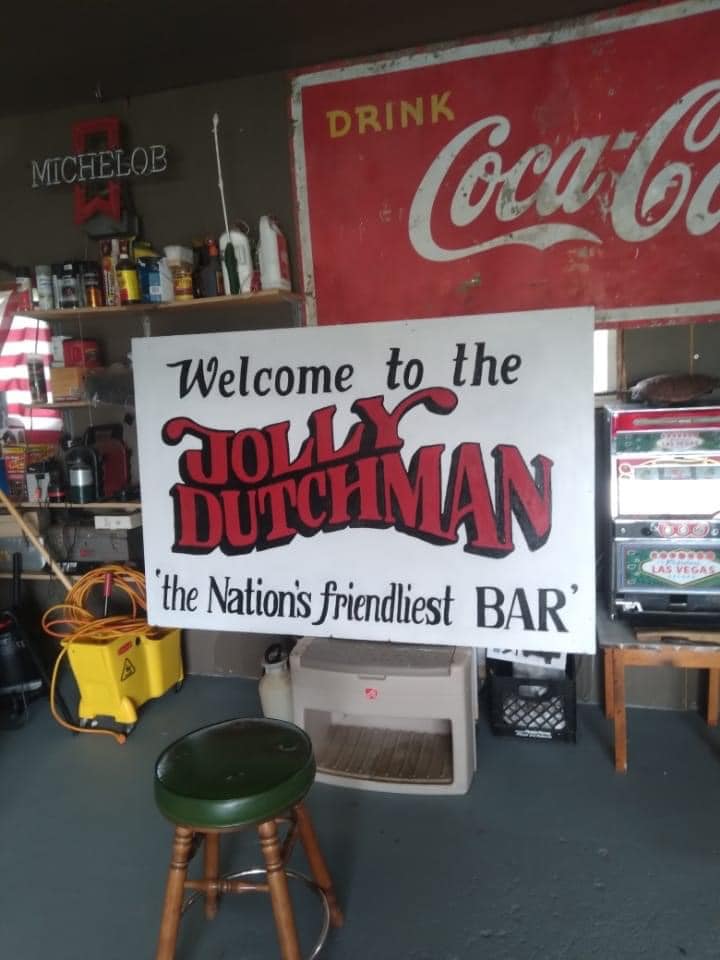 DRINK
Coca-Co
MICHELOB
Welcome to the
JOLLY
DUTCHMAN
'the Nation's friendliest BAR'
LAS VEGAS